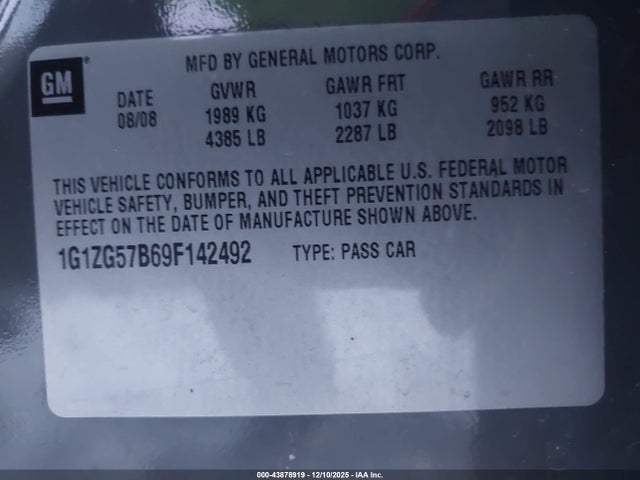 MFD BY GENERAL MOTORS CORP.
GM®
DATE GVWR GAWR FRT GAWR RR
08/08 1989 KG 1037 KG 952 KG
4385 LB 2287 LB 2098 LB
THIS VEHICLE CONFORMS TO ALL APPLICABLE U.S. FEDERAL MOTOR
VEHICLE SAFETY, BUMPER, AND THEFT PREVENTION STANDARDS IN
EFFECT ON THE DATE OF MANUFACTURE SHOWN ABOVE.
1G1ZG57B69F142492 TYPE: PASS CAR
000-43878919 - 12/10/2025 - IAA Inc.